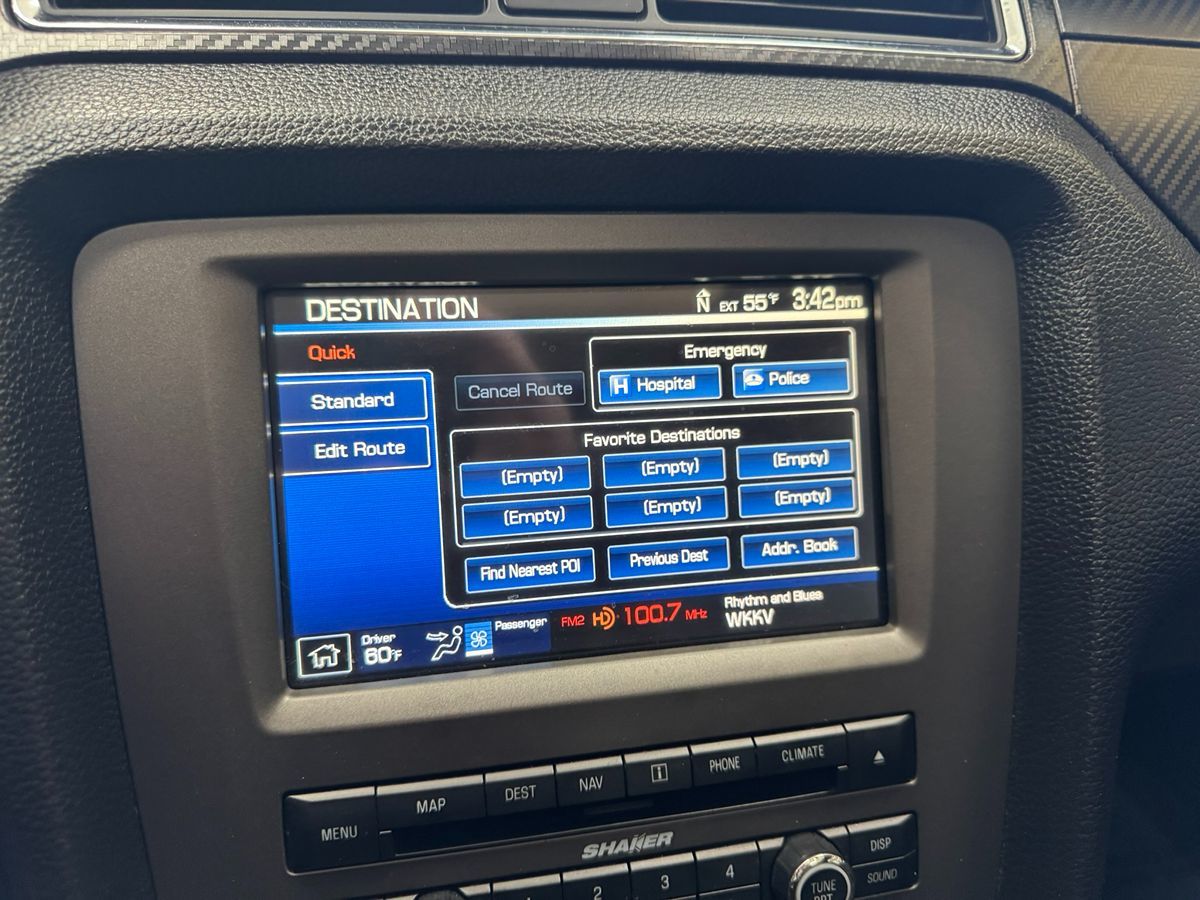 DESTINATION N EXT 55°F 3:42pm
Quick
Emergency
Standard Cancel Route H Hospital Police
Favorite Destinations
Edit Route (Empty) (Empty) (Empty)
(Empty) (Empty) (Empty)
Find Nearest POI Previous Dest Addr. Book
Driver Passenger FM2 HD 100.7 MHz Rhythm and Blues
60°F WKKV
MENU MAP DEST NAV i PHONE CLIMATE
SHAKER
1 2 3 4 TUNE DISP
SOUND